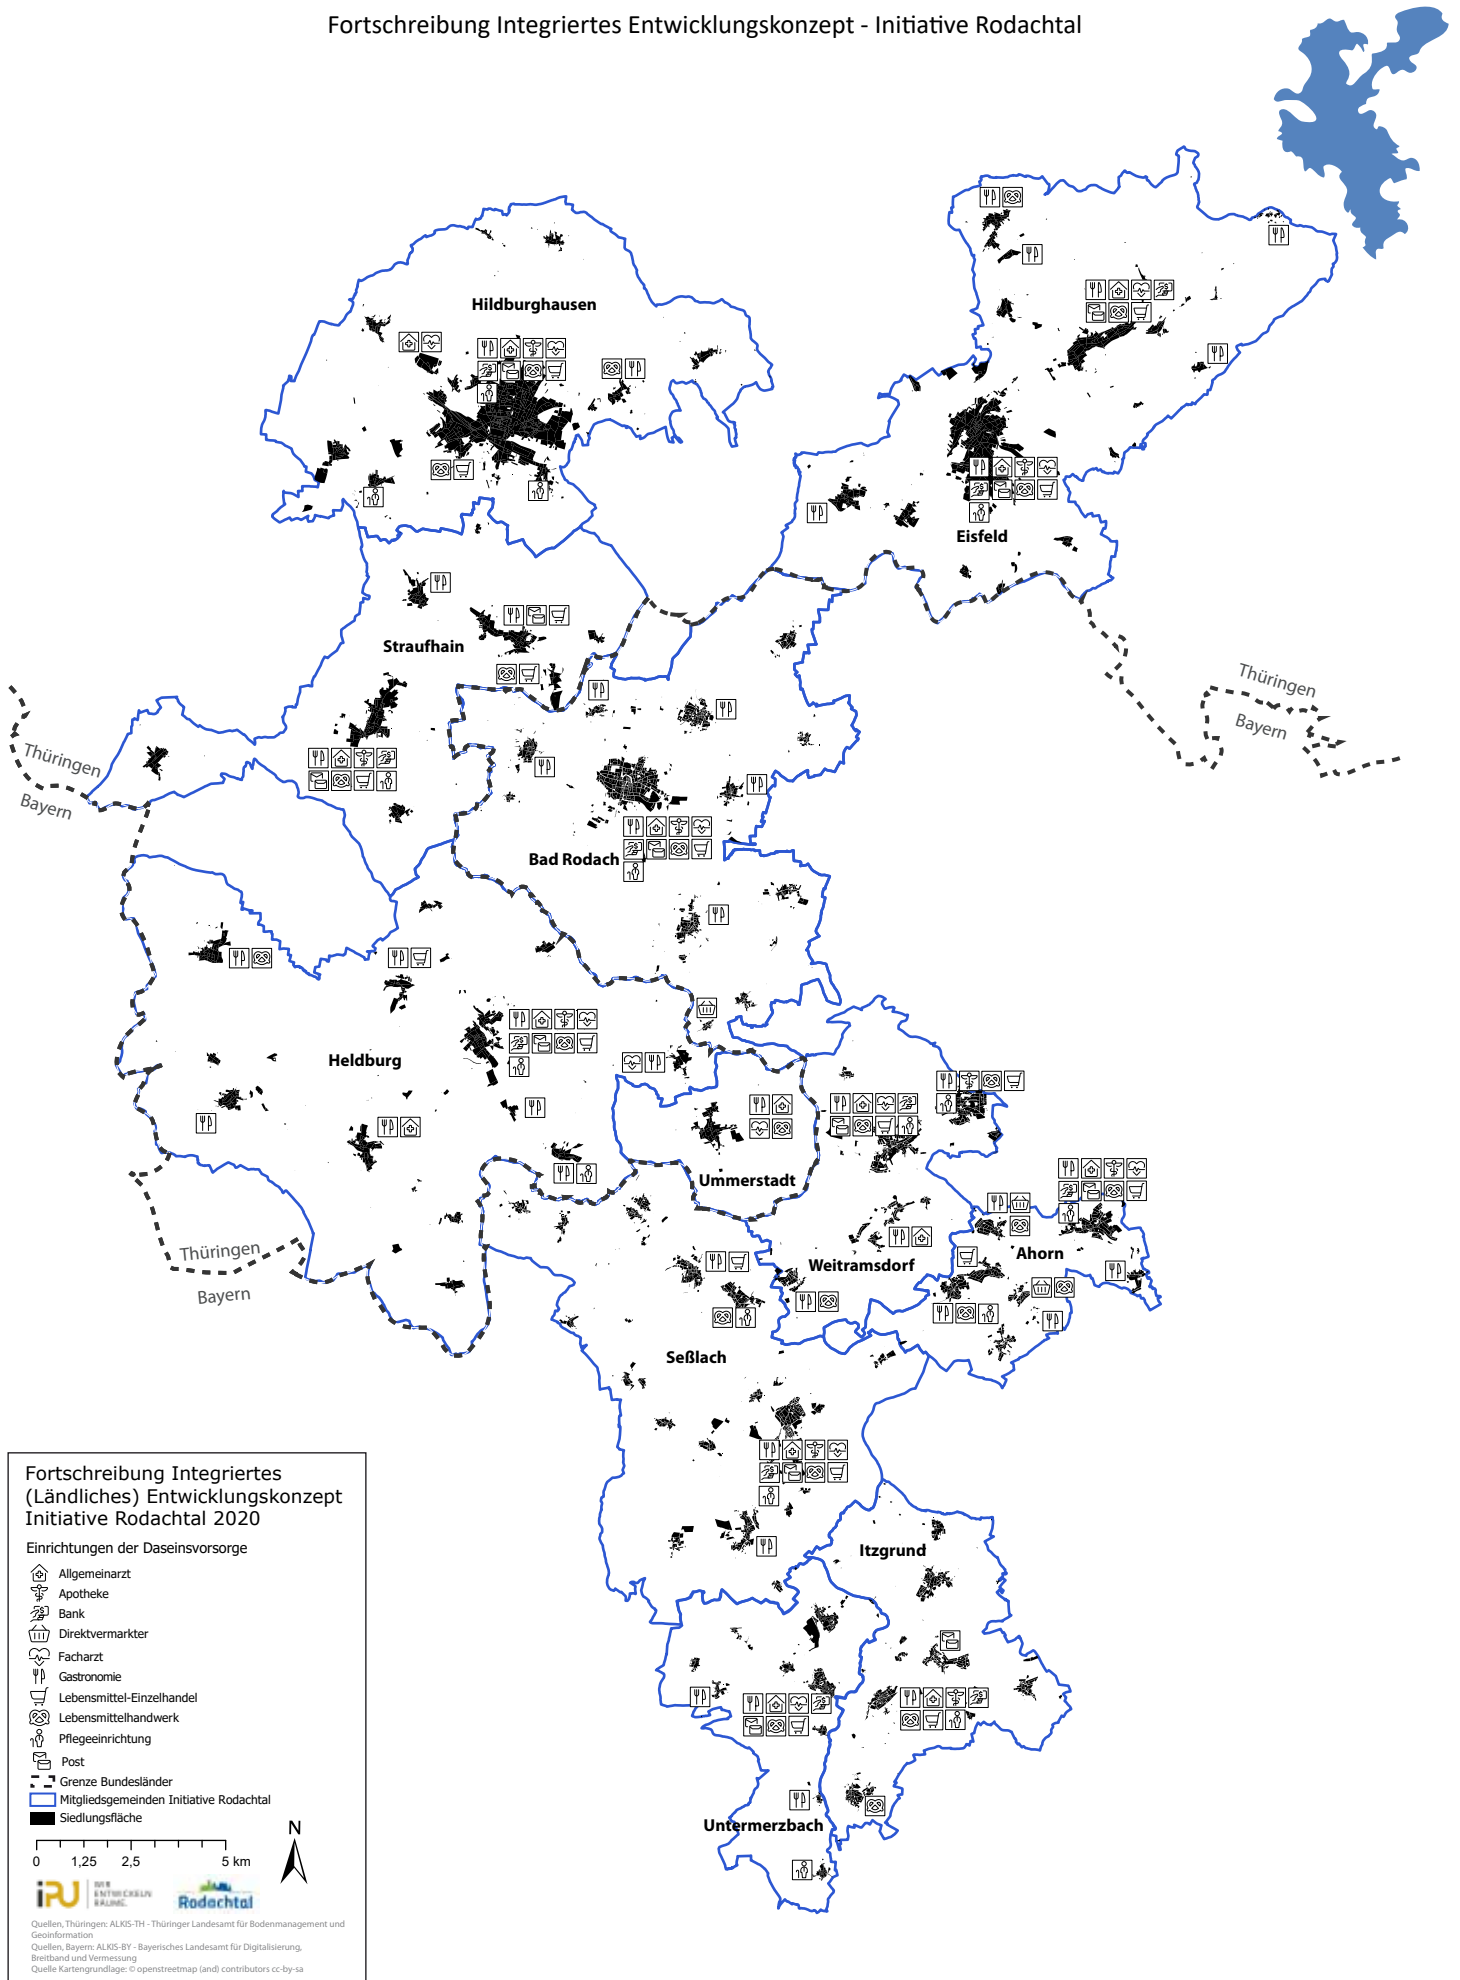 Fortschreibung Integriertes Entwicklungskonzept - Initiative Rodachtal
Hildburghausen
Eisfeld
Straufhain
Thüringen
Bayern
Thüringen
Bayern
Bad Rodach
Heldburg
Ummerstadt
Weitramsdorf
Ahorn
Thüringen
Bayern
Seßlach
Itzgrund
Untermerzbach
Fortschreibung Integriertes
(Ländliches) Entwicklungskonzept
Initiative Rodachtal 2020
Einrichtungen der Daseinsvorsorge
Allgemeinarzt
Apotheke
Bank
Direktvermarkter
Facharzt
Gastronomie
Lebensmittel-Einzelhandel
Lebensmittelhandwerk
Pflegeeinrichtung
Post
Grenze Bundesländer
Mitgliedsgemeinden Initiative Rodachtal
Siedlungsfläche
N
0 1,25 2,5 5 km
iPU WIR ENTWICKELN RÄUME.
Rodachtal
Quellen, Thüringen: ALKIS-TH - Thüringer Landesamt für Bodenmanagement und
Geoinformation
Quellen, Bayern: ALKIS-BY - Bayerisches Landesamt für Digitalisierung,
Breitband und Vermessung
Quelle Kartengrundlage: © openstreetmap (and) contributors cc-by-sa